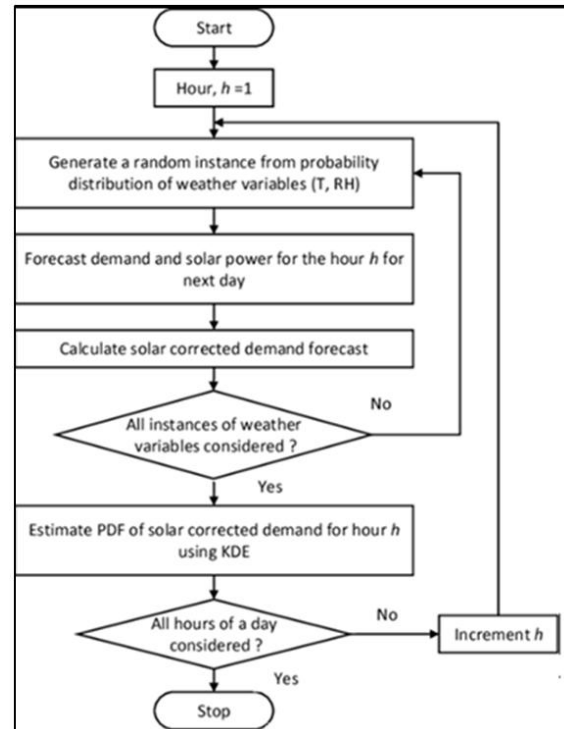 Start
Hour, h =1
Generate a random instance from probability
distribution of weather variables (T, RH)
Forecast demand and solar power for the hour h for
next day
Calculate solar corrected demand forecast
No
All instances of weather
variables considered ?
Yes
Estimate PDF of solar corrected demand for hour h
using KDE
No
All hours of a day
considered ?
Increment h
Yes
Stop